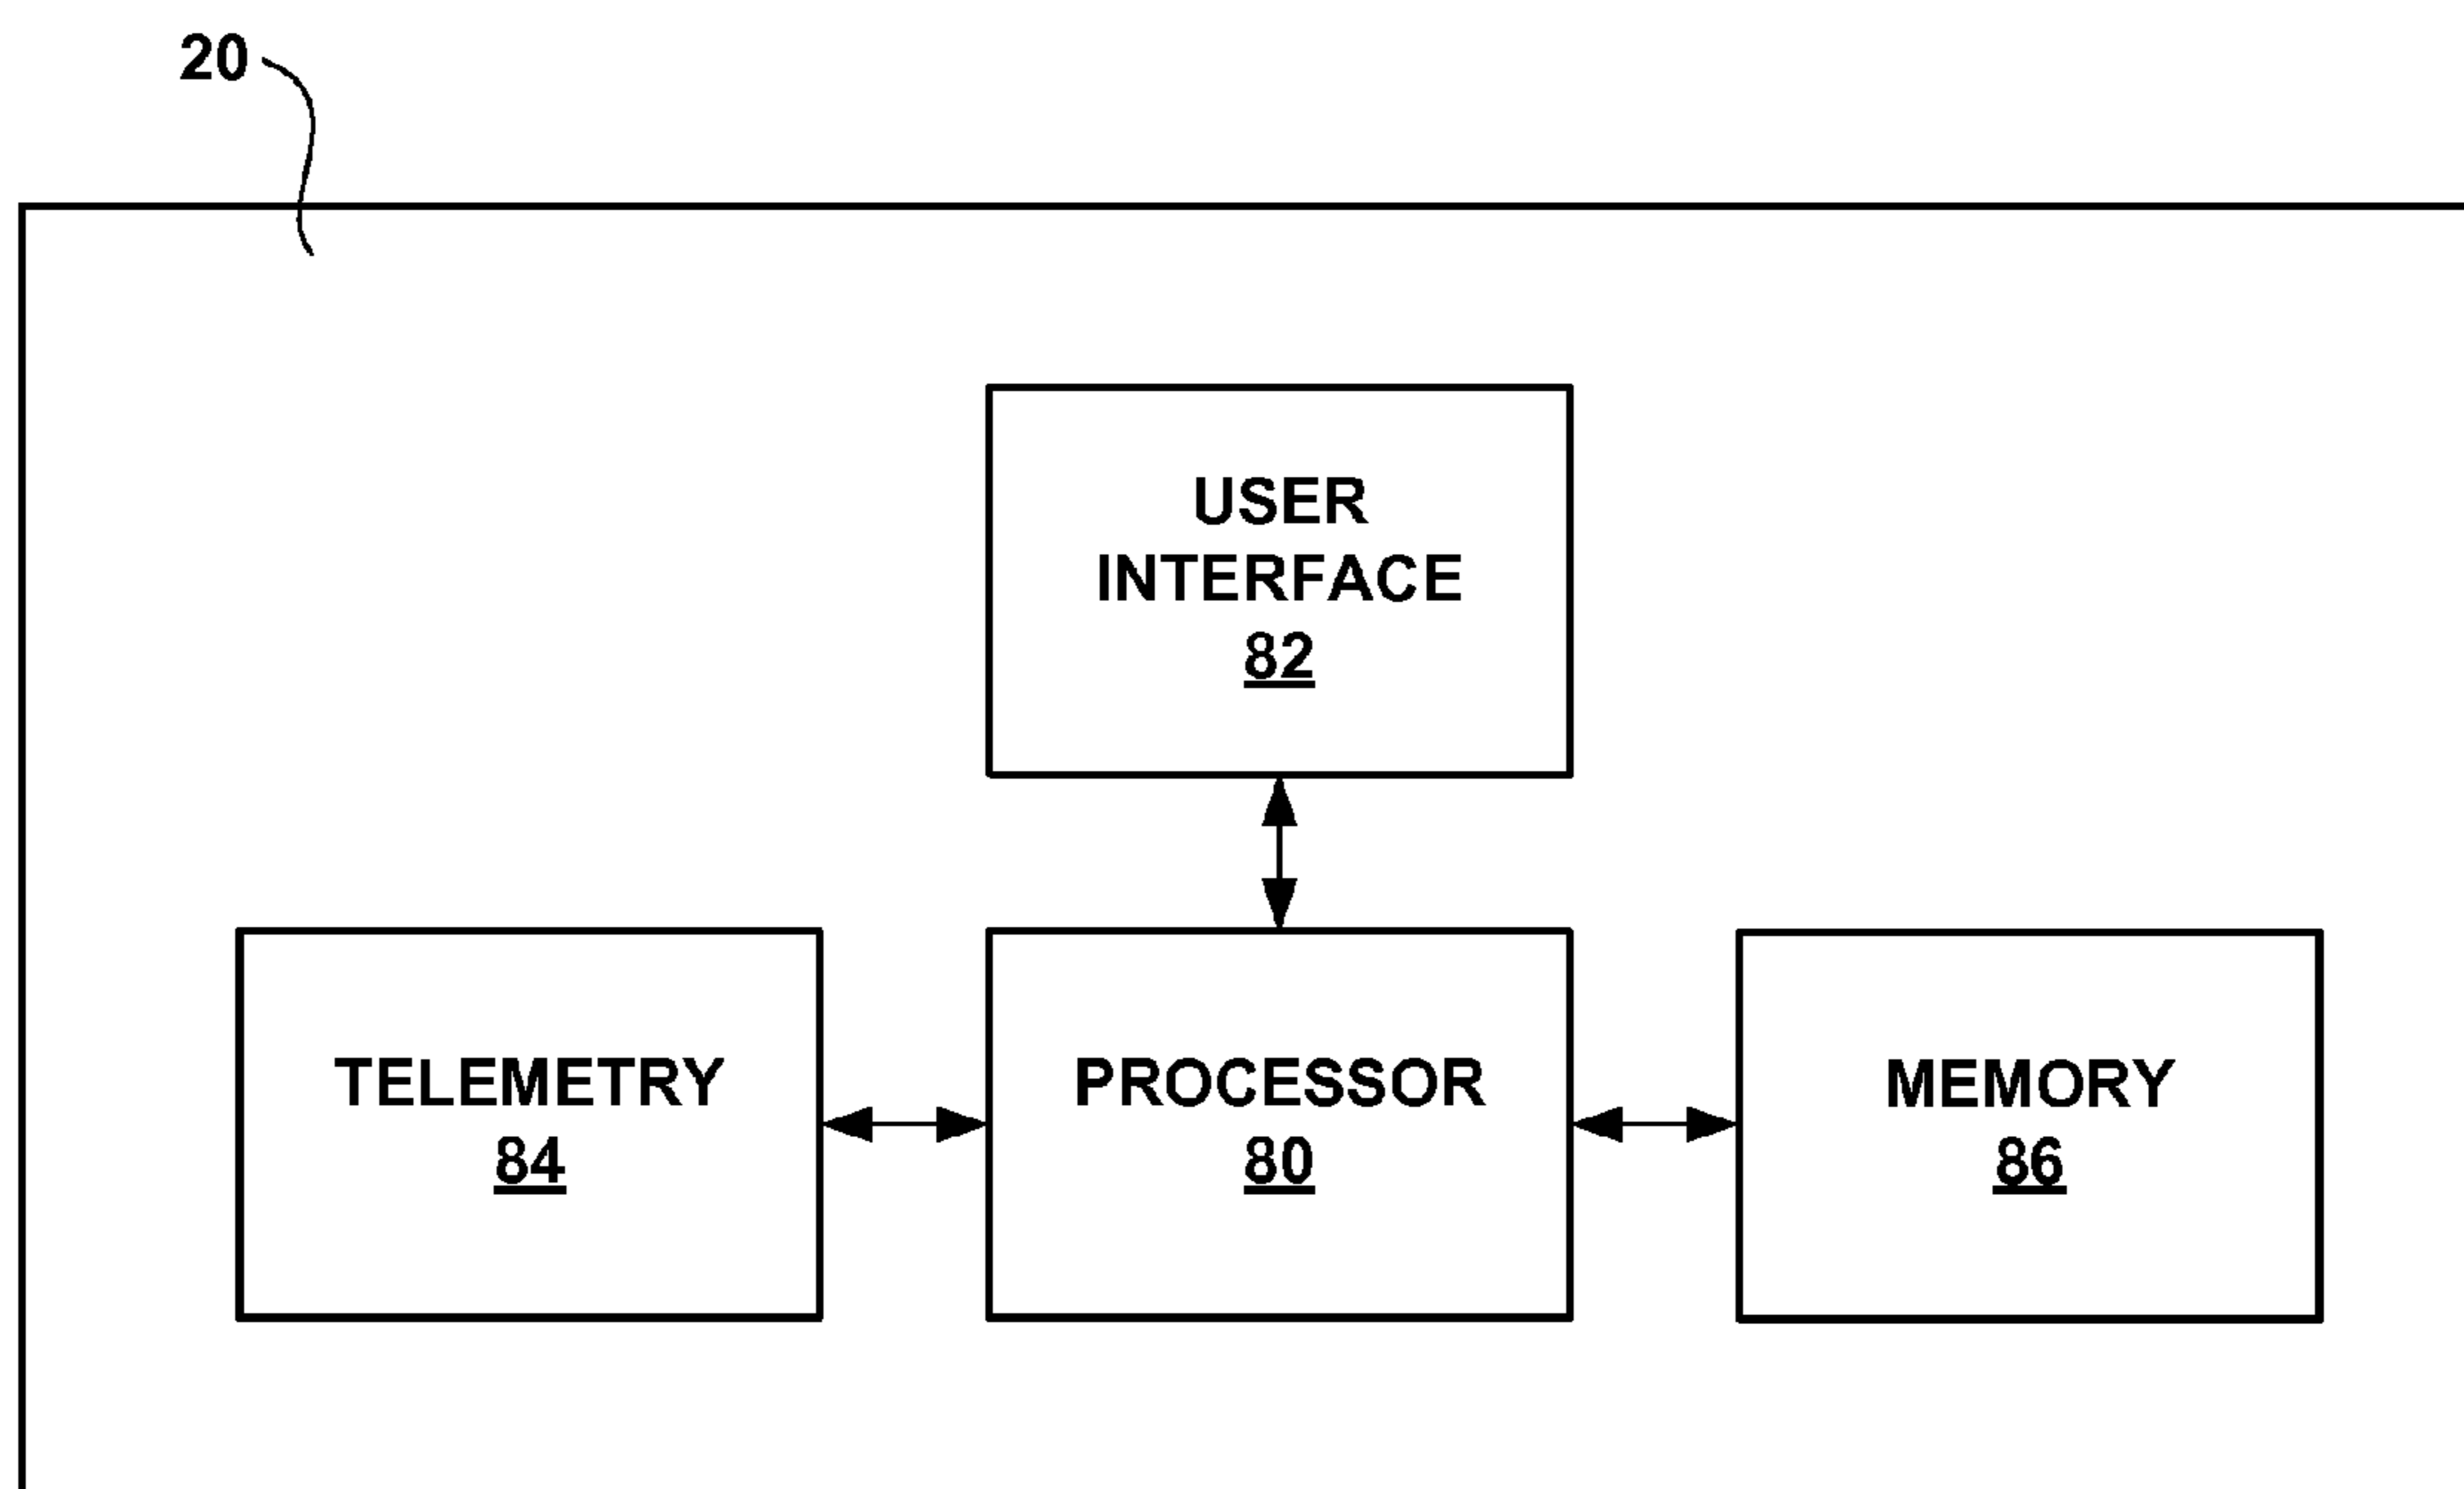 20
USER
INTERFACE
82
TELEMETRY
84
PROCESSOR
80
MEMORY
86